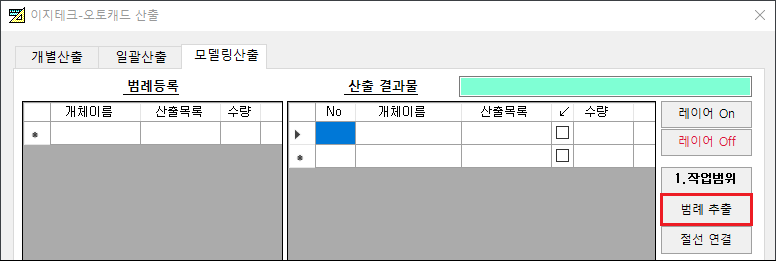 이지테크-오토캐드 산출
개별산출 일괄산출 모델링산출
범례등록 산출 결과물
개체이름 산출목록 수량 No 개체이름 산출목록 ↙ 수량
레이어 On
레이어 Off
1.작업범위
범례 추출
절선 연결